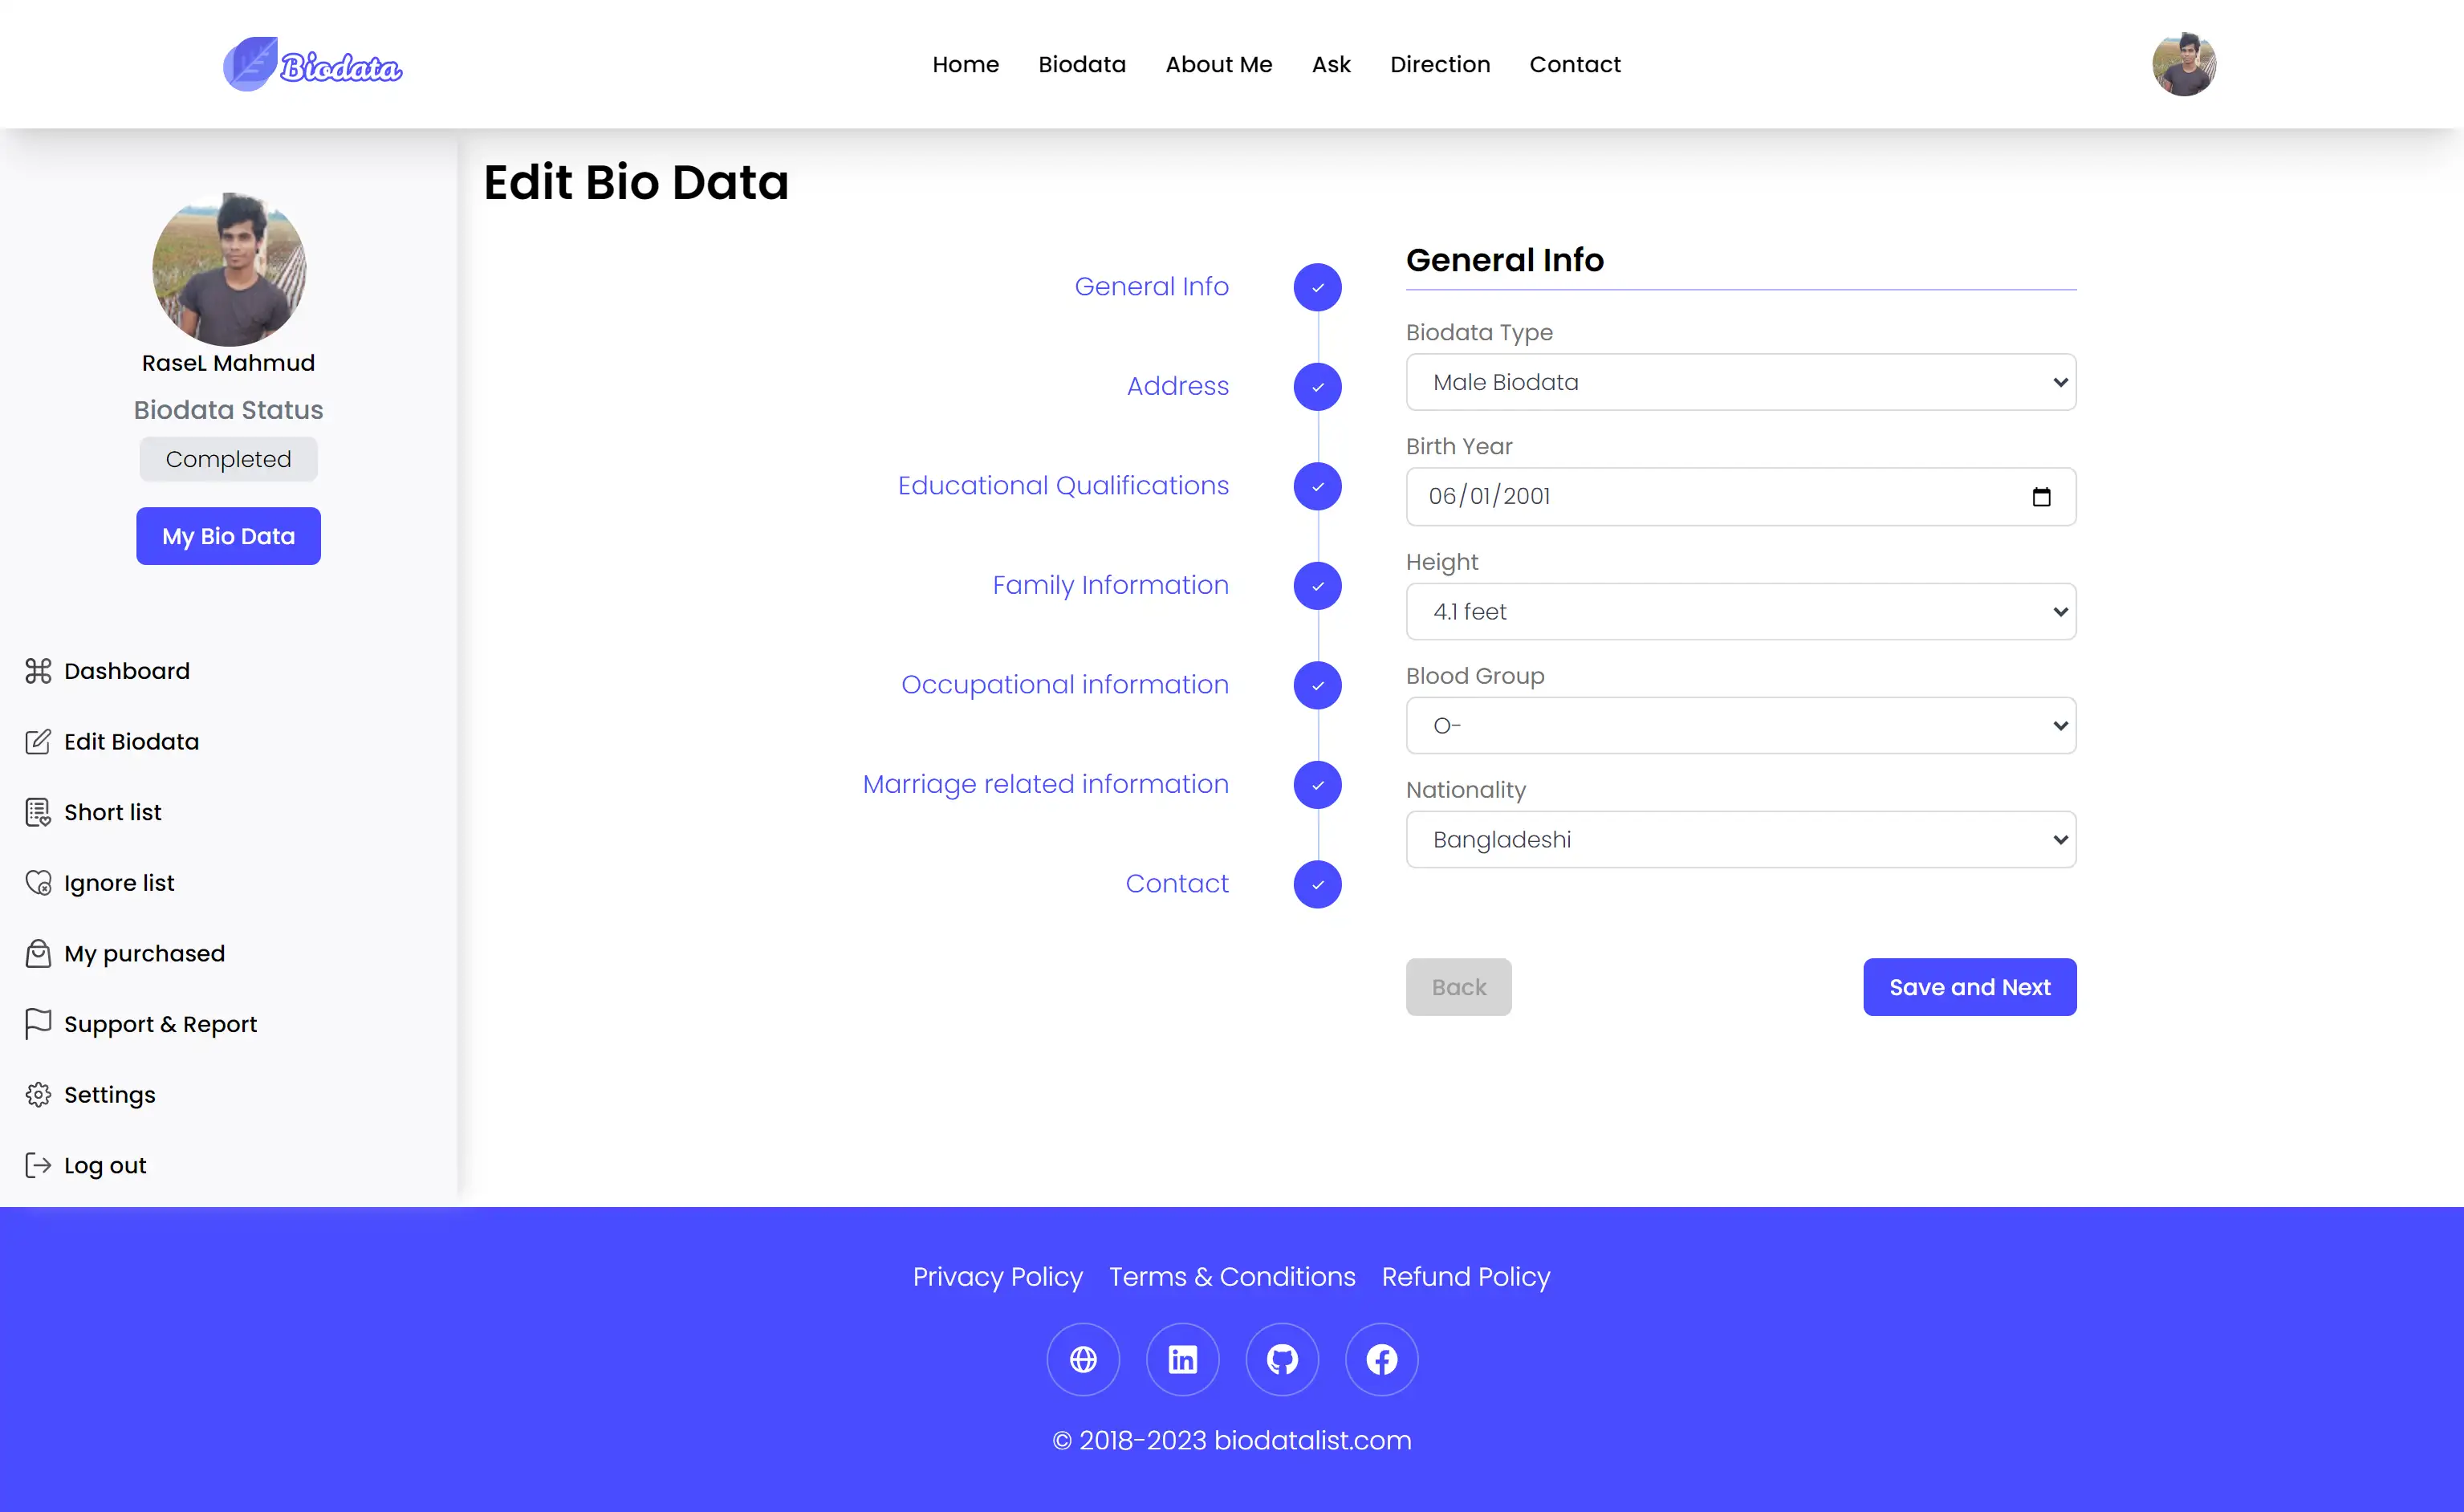 Biodata
Home
Biodata
About Me
Ask
Direction
Contact
RaseL Mahmud
Biodata Status
Completed
My Bio Data
Dashboard
Edit Biodata
Short list
Ignore list
My purchased
Support & Report
Settings
Log out
Edit Bio Data
General Info
Address
Educational Qualifications
Family Information
Occupational information
Marriage related information
Contact
General Info
Biodata Type
Male Biodata
Birth Year
06/01/2001
Height
4.1 feet
Blood Group
O-
Nationality
Bangladeshi
Back
Save and Next
Privacy Policy
Terms & Conditions
Refund Policy
© 2018-2023 biodatalist.com